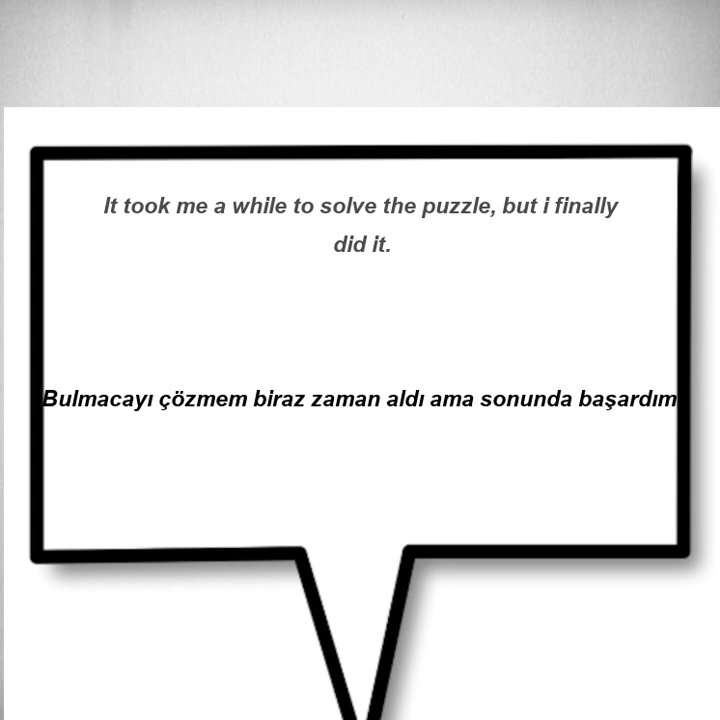 It took me a while to solve the puzzle, but i finally
did it.
Bulmacayı çözmem biraz zaman aldı ama sonunda başardım